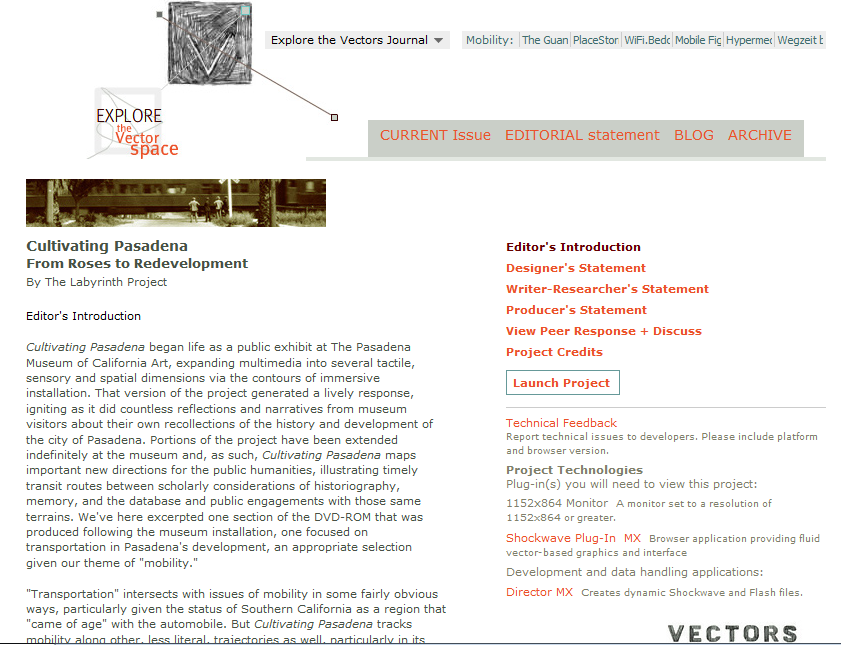 Explore the Vectors Journal
Mobility: The Guan PlaceStor WiFi.Bedo Mobile Fig Hypermed Wegzeit b
EXPLORE
the
Vector
space
CURRENT Issue EDITORIAL statement BLOG ARCHIVE
Cultivating Pasadena
From Roses to Redevelopment
By The Labyrinth Project
Editor's Introduction
Cultivating Pasadena began life as a public exhibit at The Pasadena
Museum of California Art, expanding multimedia into several tactile,
sensory and spatial dimensions via the contours of immersive
installation. That version of the project generated a lively response,
igniting as it did countless reflections and narratives from museum
visitors about their own recollections of the history and development of
the city of Pasadena. Portions of the project have been extended
indefinitely at the museum and, as such, Cultivating Pasadena maps
important new directions for the public humanities, illustrating timely
transit routes between scholarly considerations of historiography,
memory, and the database and public engagements with those same
terrains. We've here excerpted one section of the DVD-ROM that was
produced following the museum installation, one focused on
transportation in Pasadena's development, an appropriate selection
given our theme of "mobility."
"Transportation" intersects with issues of mobility in some fairly obvious
ways, particularly given the status of Southern California as a region that
"came of age" with the automobile. But Cultivating Pasadena tracks
mobility along other, less literal, trajectories as well, particularly in its
Editor's Introduction
Designer's Statement
Writer-Researcher's Statement
Producer's Statement
View Peer Response + Discuss
Project Credits
Launch Project
Technical Feedback
Report technical issues to developers. Please include platform
and browser version.
Project Technologies
Plug-in(s) you will need to view this project:
1152x864 Monitor A monitor set to a resolution of
1152x864 or greater.
Shockwave Plug-In MX Browser application providing fluid
vector-based graphics and interface
Development and data handling applications:
Director MX Creates dynamic Shockwave and Flash files.
VECTORS